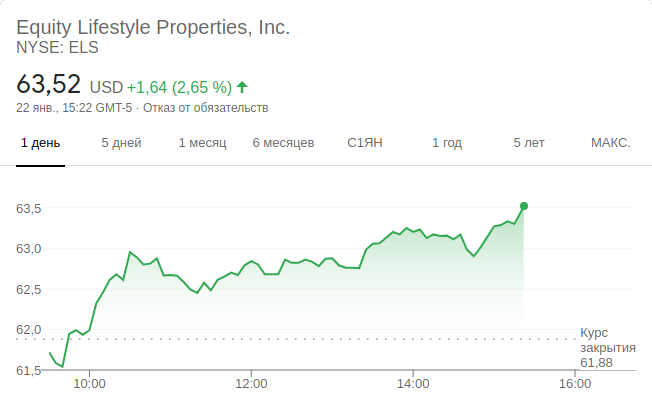 Equity Lifestyle Properties, Inc.
NYSE: ELS
63,52 USD +1,64 (2,65 %)
22 янв., 15:22 GMT-5 · Отказ от обязательств
1 день 5 дней 1 месяц 6 месяцев С1ЯН 1 год 5 лет МАКС.
63,5
63,0
62,5
62,0
Курс
закрытия
61,88
61,5
10:00 12:00 14:00 16:00